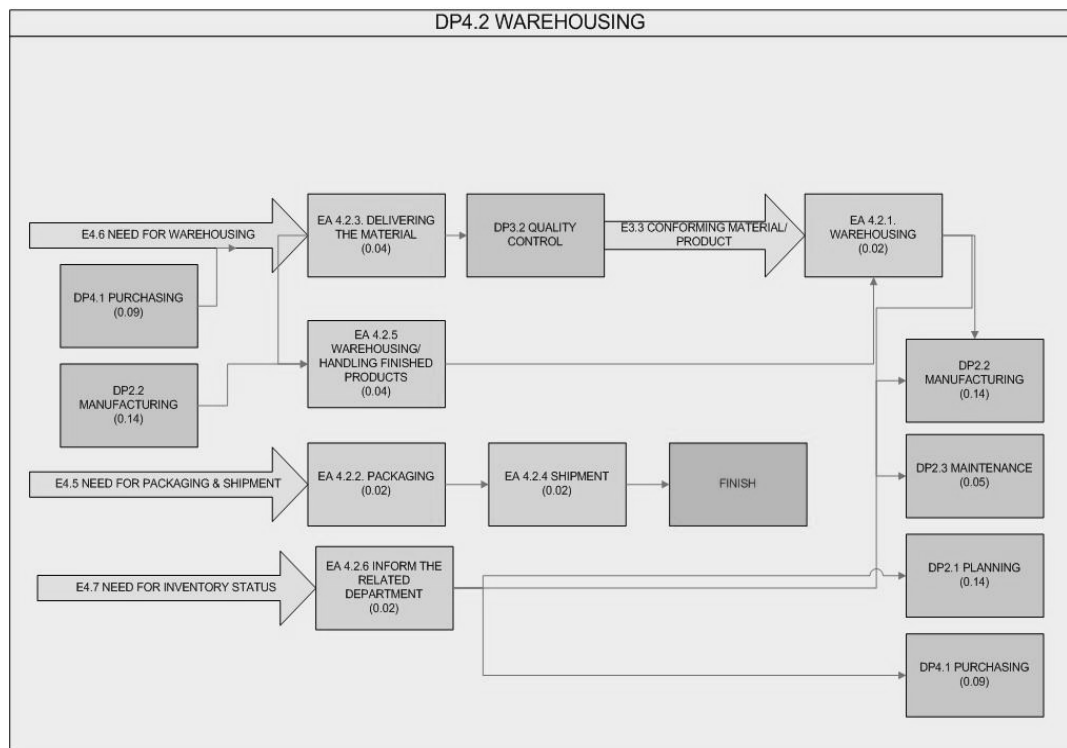 DP4.2 WAREHOUSING
E4.6 NEED FOR WAREHOUSING
EA 4.2.3. DELIVERING
THE MATERIAL
(0.04)
DP3.2 QUALITY
CONTROL
E3.3 CONFORMING MATERIAL/
PRODUCT
EA 4.2.1.
WAREHOUSING
(0.02)
DP4.1 PURCHASING
(0.09)
DP2.2
MANUFACTURING
(0.14)
EA 4.2.5
WAREHOUSING/
HANDLING FINISHED
PRODUCTS
(0.04)
DP2.2
MANUFACTURING
(0.14)
E4.5 NEED FOR PACKAGING & SHIPMENT
EA 4.2.2. PACKAGING
(0.02)
EA 4.2.4 SHIPMENT
(0.02)
FINISH
DP2.3 MAINTENANCE
(0.05)
E4.7 NEED FOR INVENTORY STATUS
EA 4.2.6 INFORM THE
RELATED
DEPARTMENT
(0.02)
DP2.1 PLANNING
(0.14)
DP4.1 PURCHASING
(0.09)